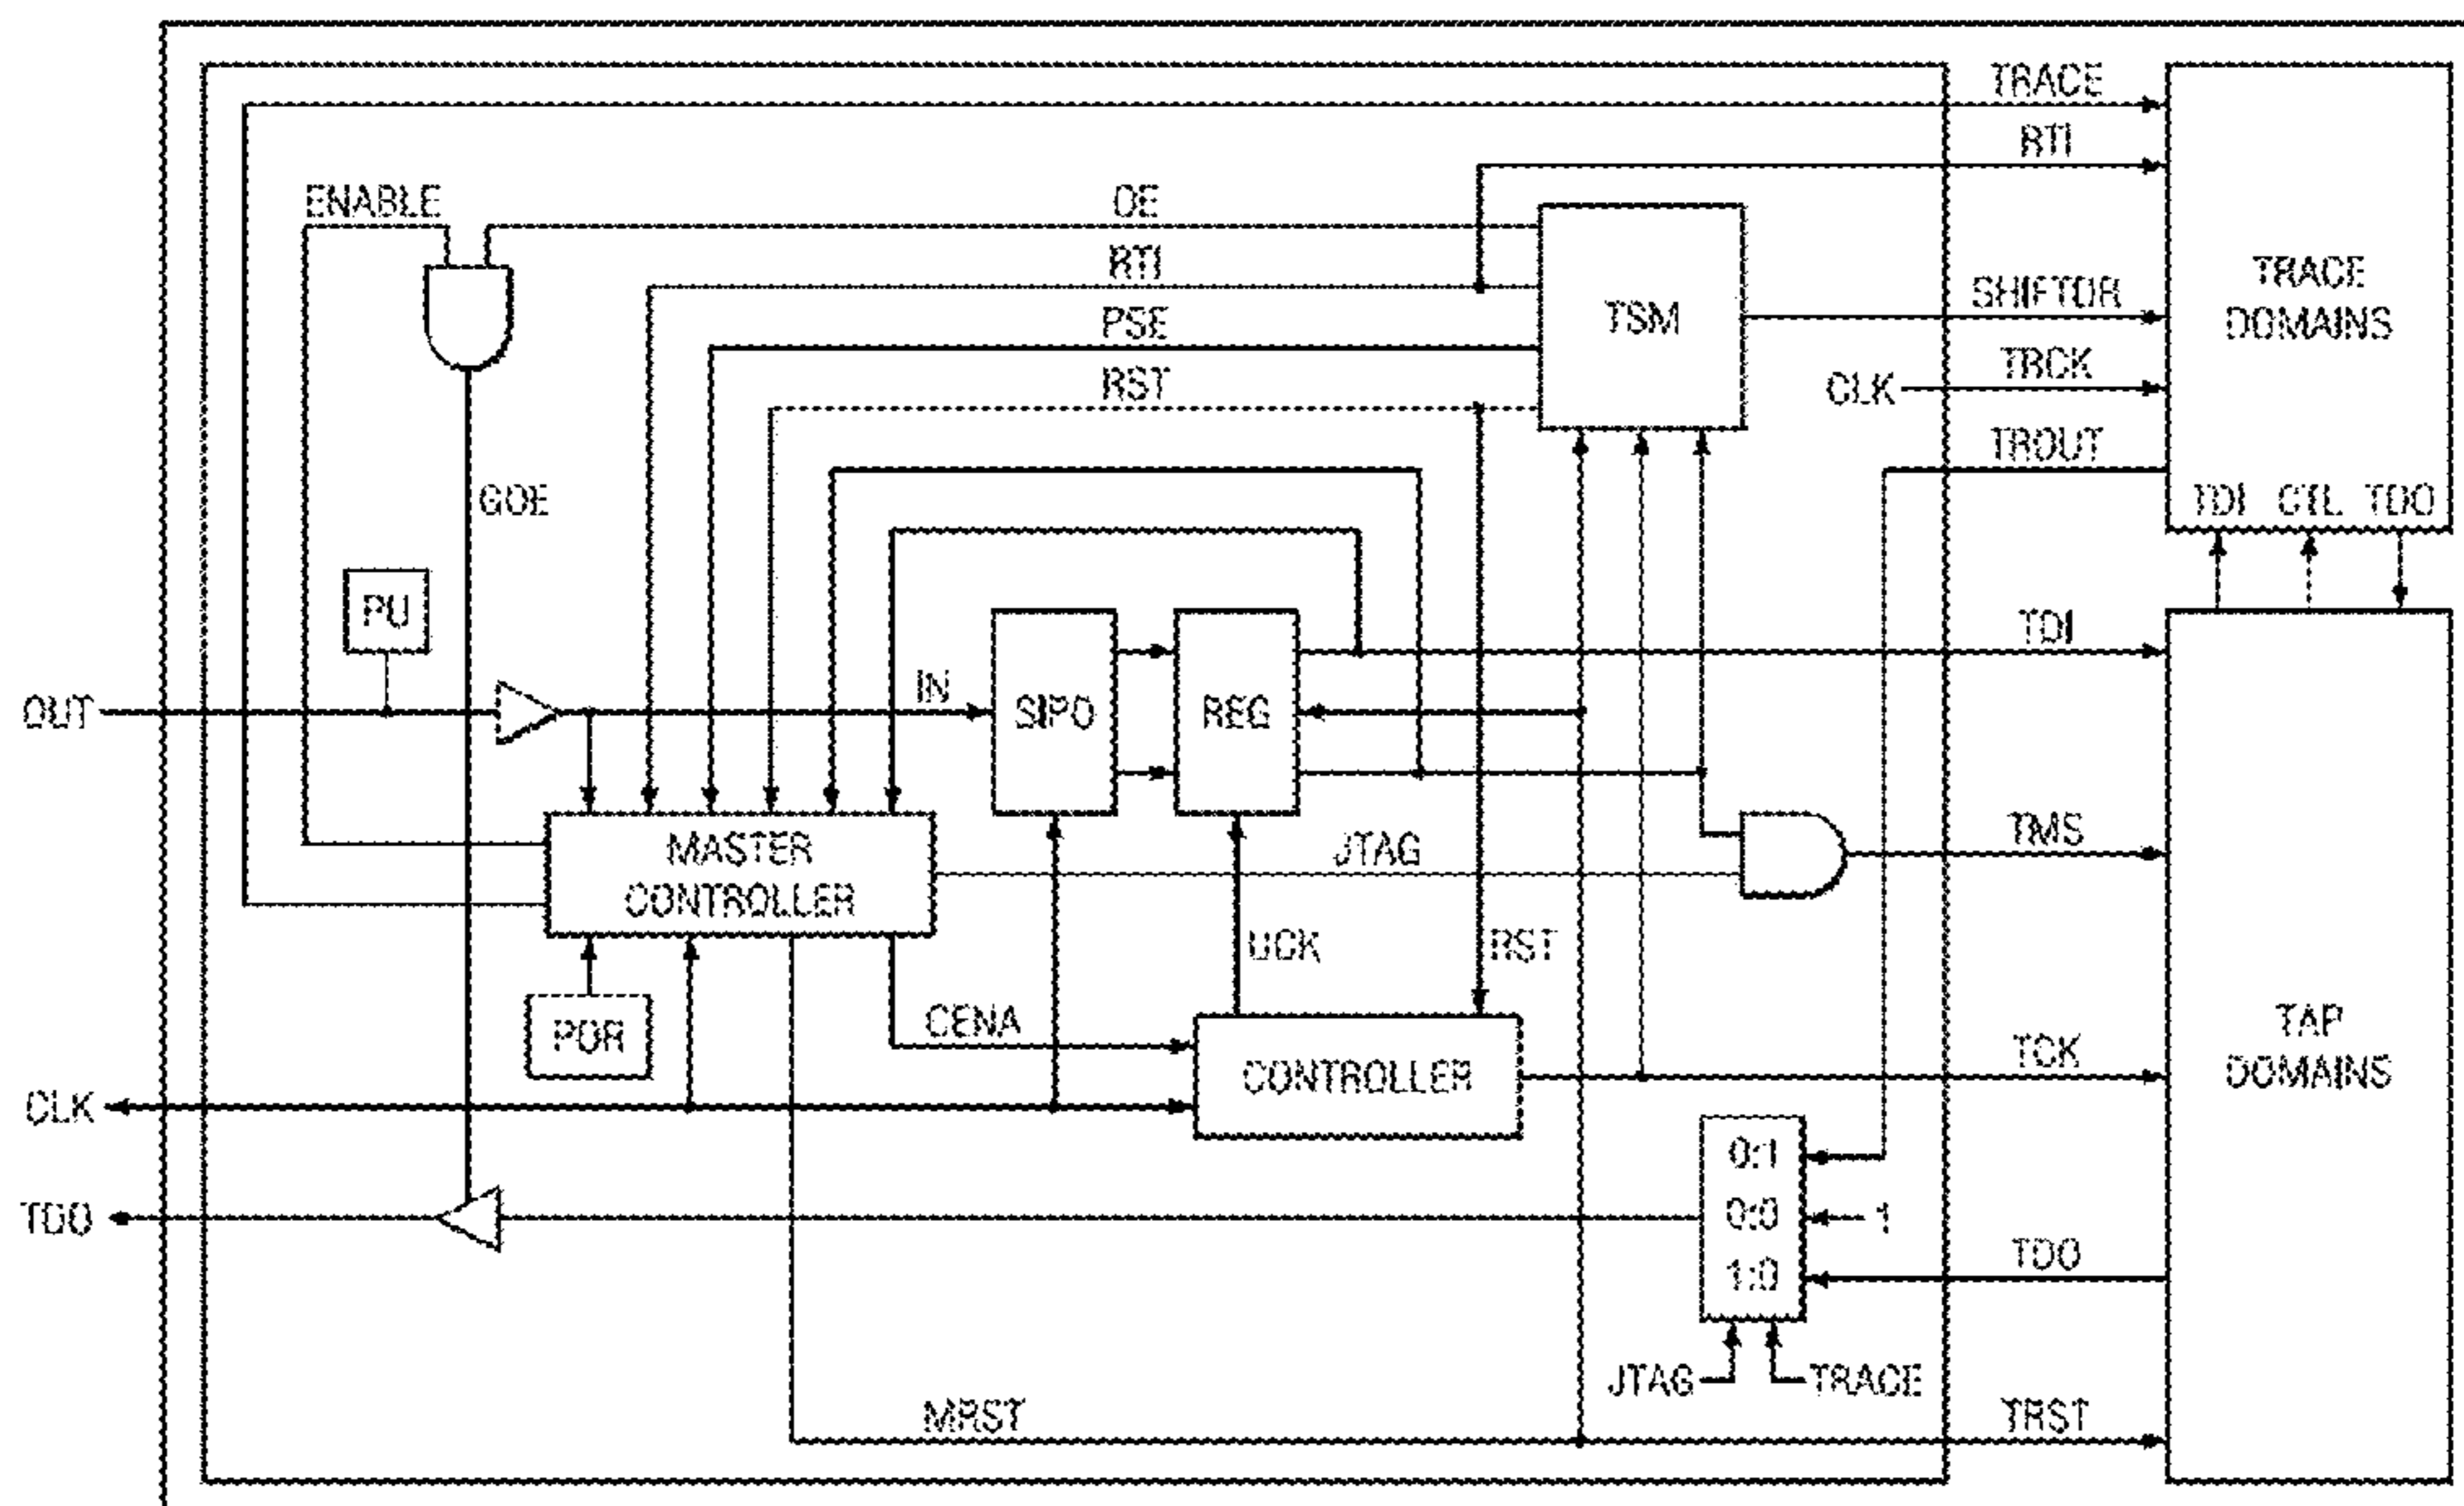 TRACE
RTI
ENABLE
OE
RTI
PSE
RST
TSM
SHIFTDR
TRCK
CLK
TROUT
TRACE
DOMAINS
TDI CTL TDO
GOE
PU
OUT
IN
SIPO
REG
TDI
MASTER
CONTROLLER
JTAG
TMS
UCK
RST
POR
CENA
CONTROLLER
TCK
TAP
DOMAINS
CLK
0:1
0:0
1:0
1
TDO
TDO
JTAG
TRACE
MRST
TRST